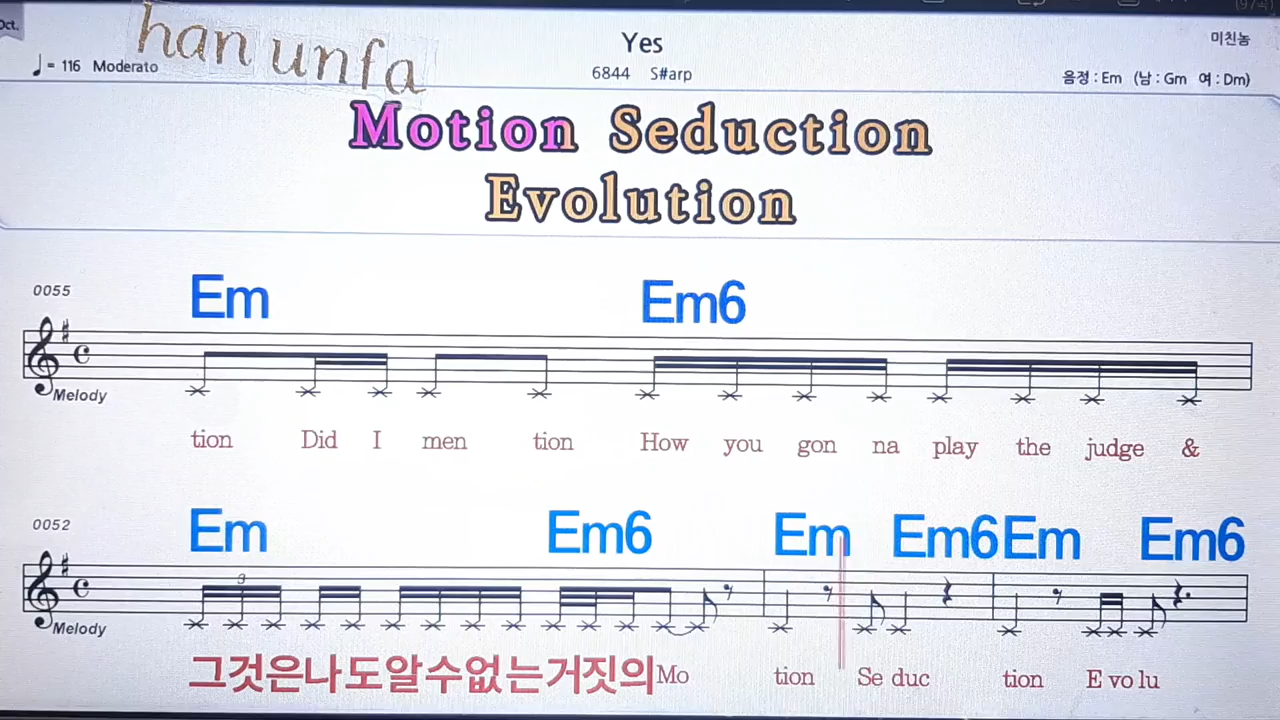 Oct.
han unfa
Yes
미친놈
♩ = 116 Moderato
6844 S#arp
음정 : Em (남 : Gm 여 : Dm)
Motion Seduction
Evolution
0055
Em Em6
Melody
tion Did I men tion How you gon na play the judge &
0052
Em Em6 Em Em6 Em Em6
3
Melody
그것은나도알수없는거짓의Mo tion Se duc tion E vo lu